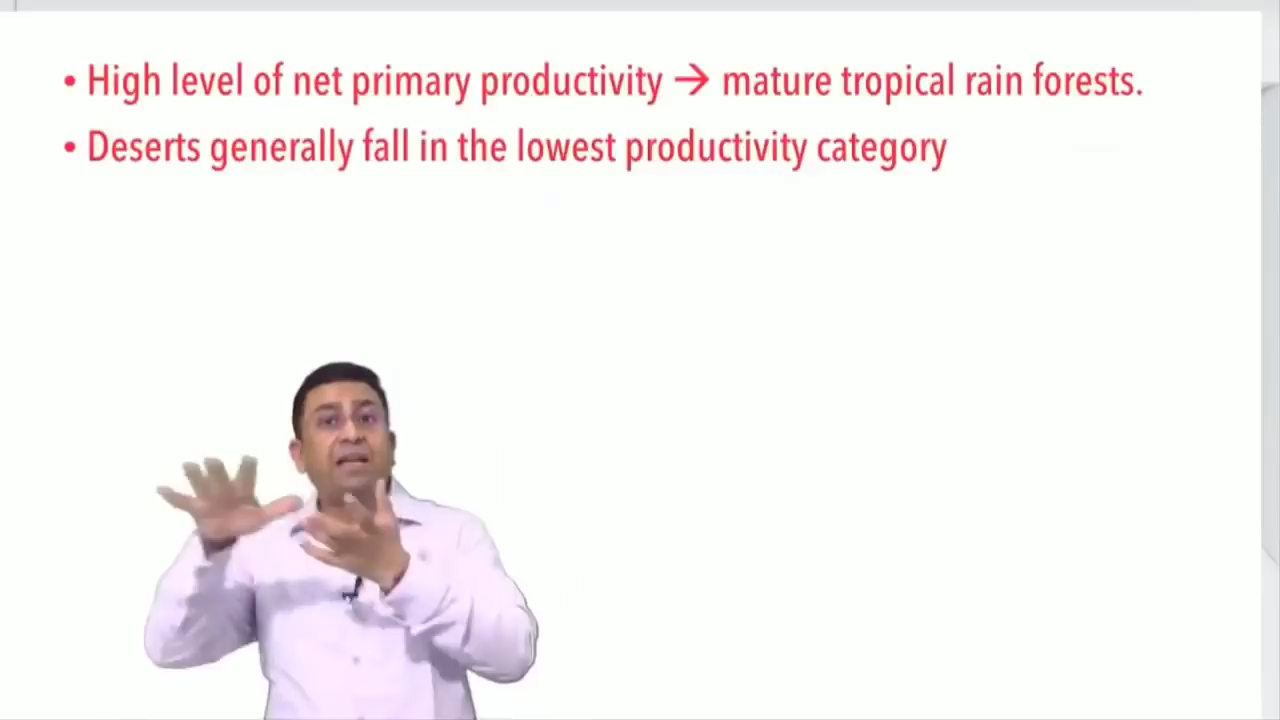 • High level of net primary productivity → mature tropical rain forests.
• Deserts generally fall in the lowest productivity category